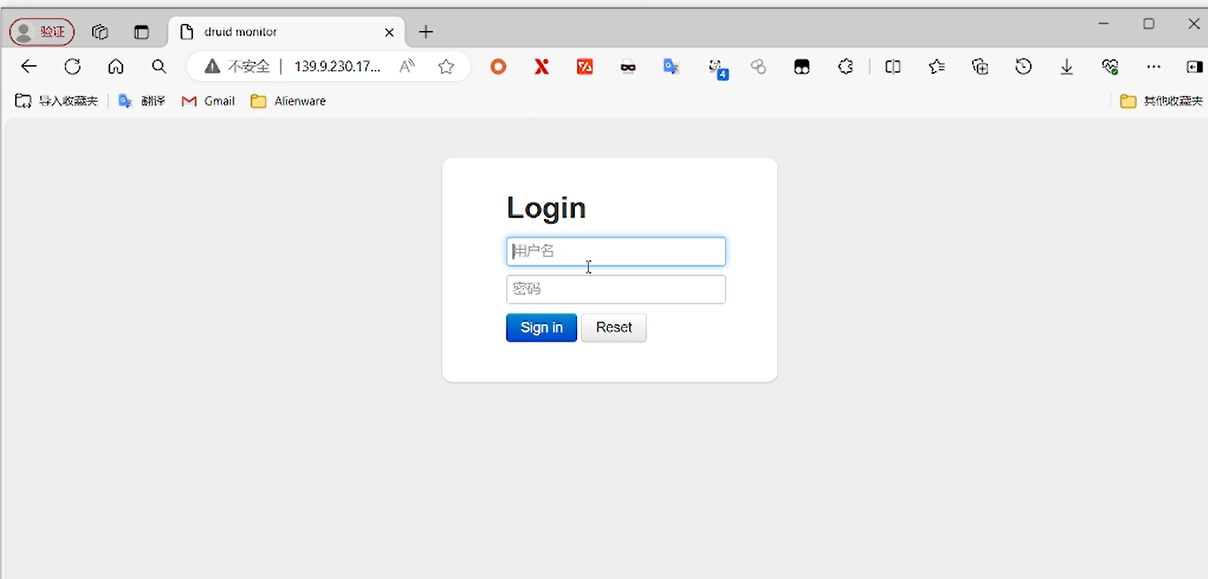 验证
druid monitor
不安全
139.9.230.17...
4
导入收藏夹
翻译
Gmail
Alienware
其他收藏夹
Login
用户名
密码
Sign in
Reset